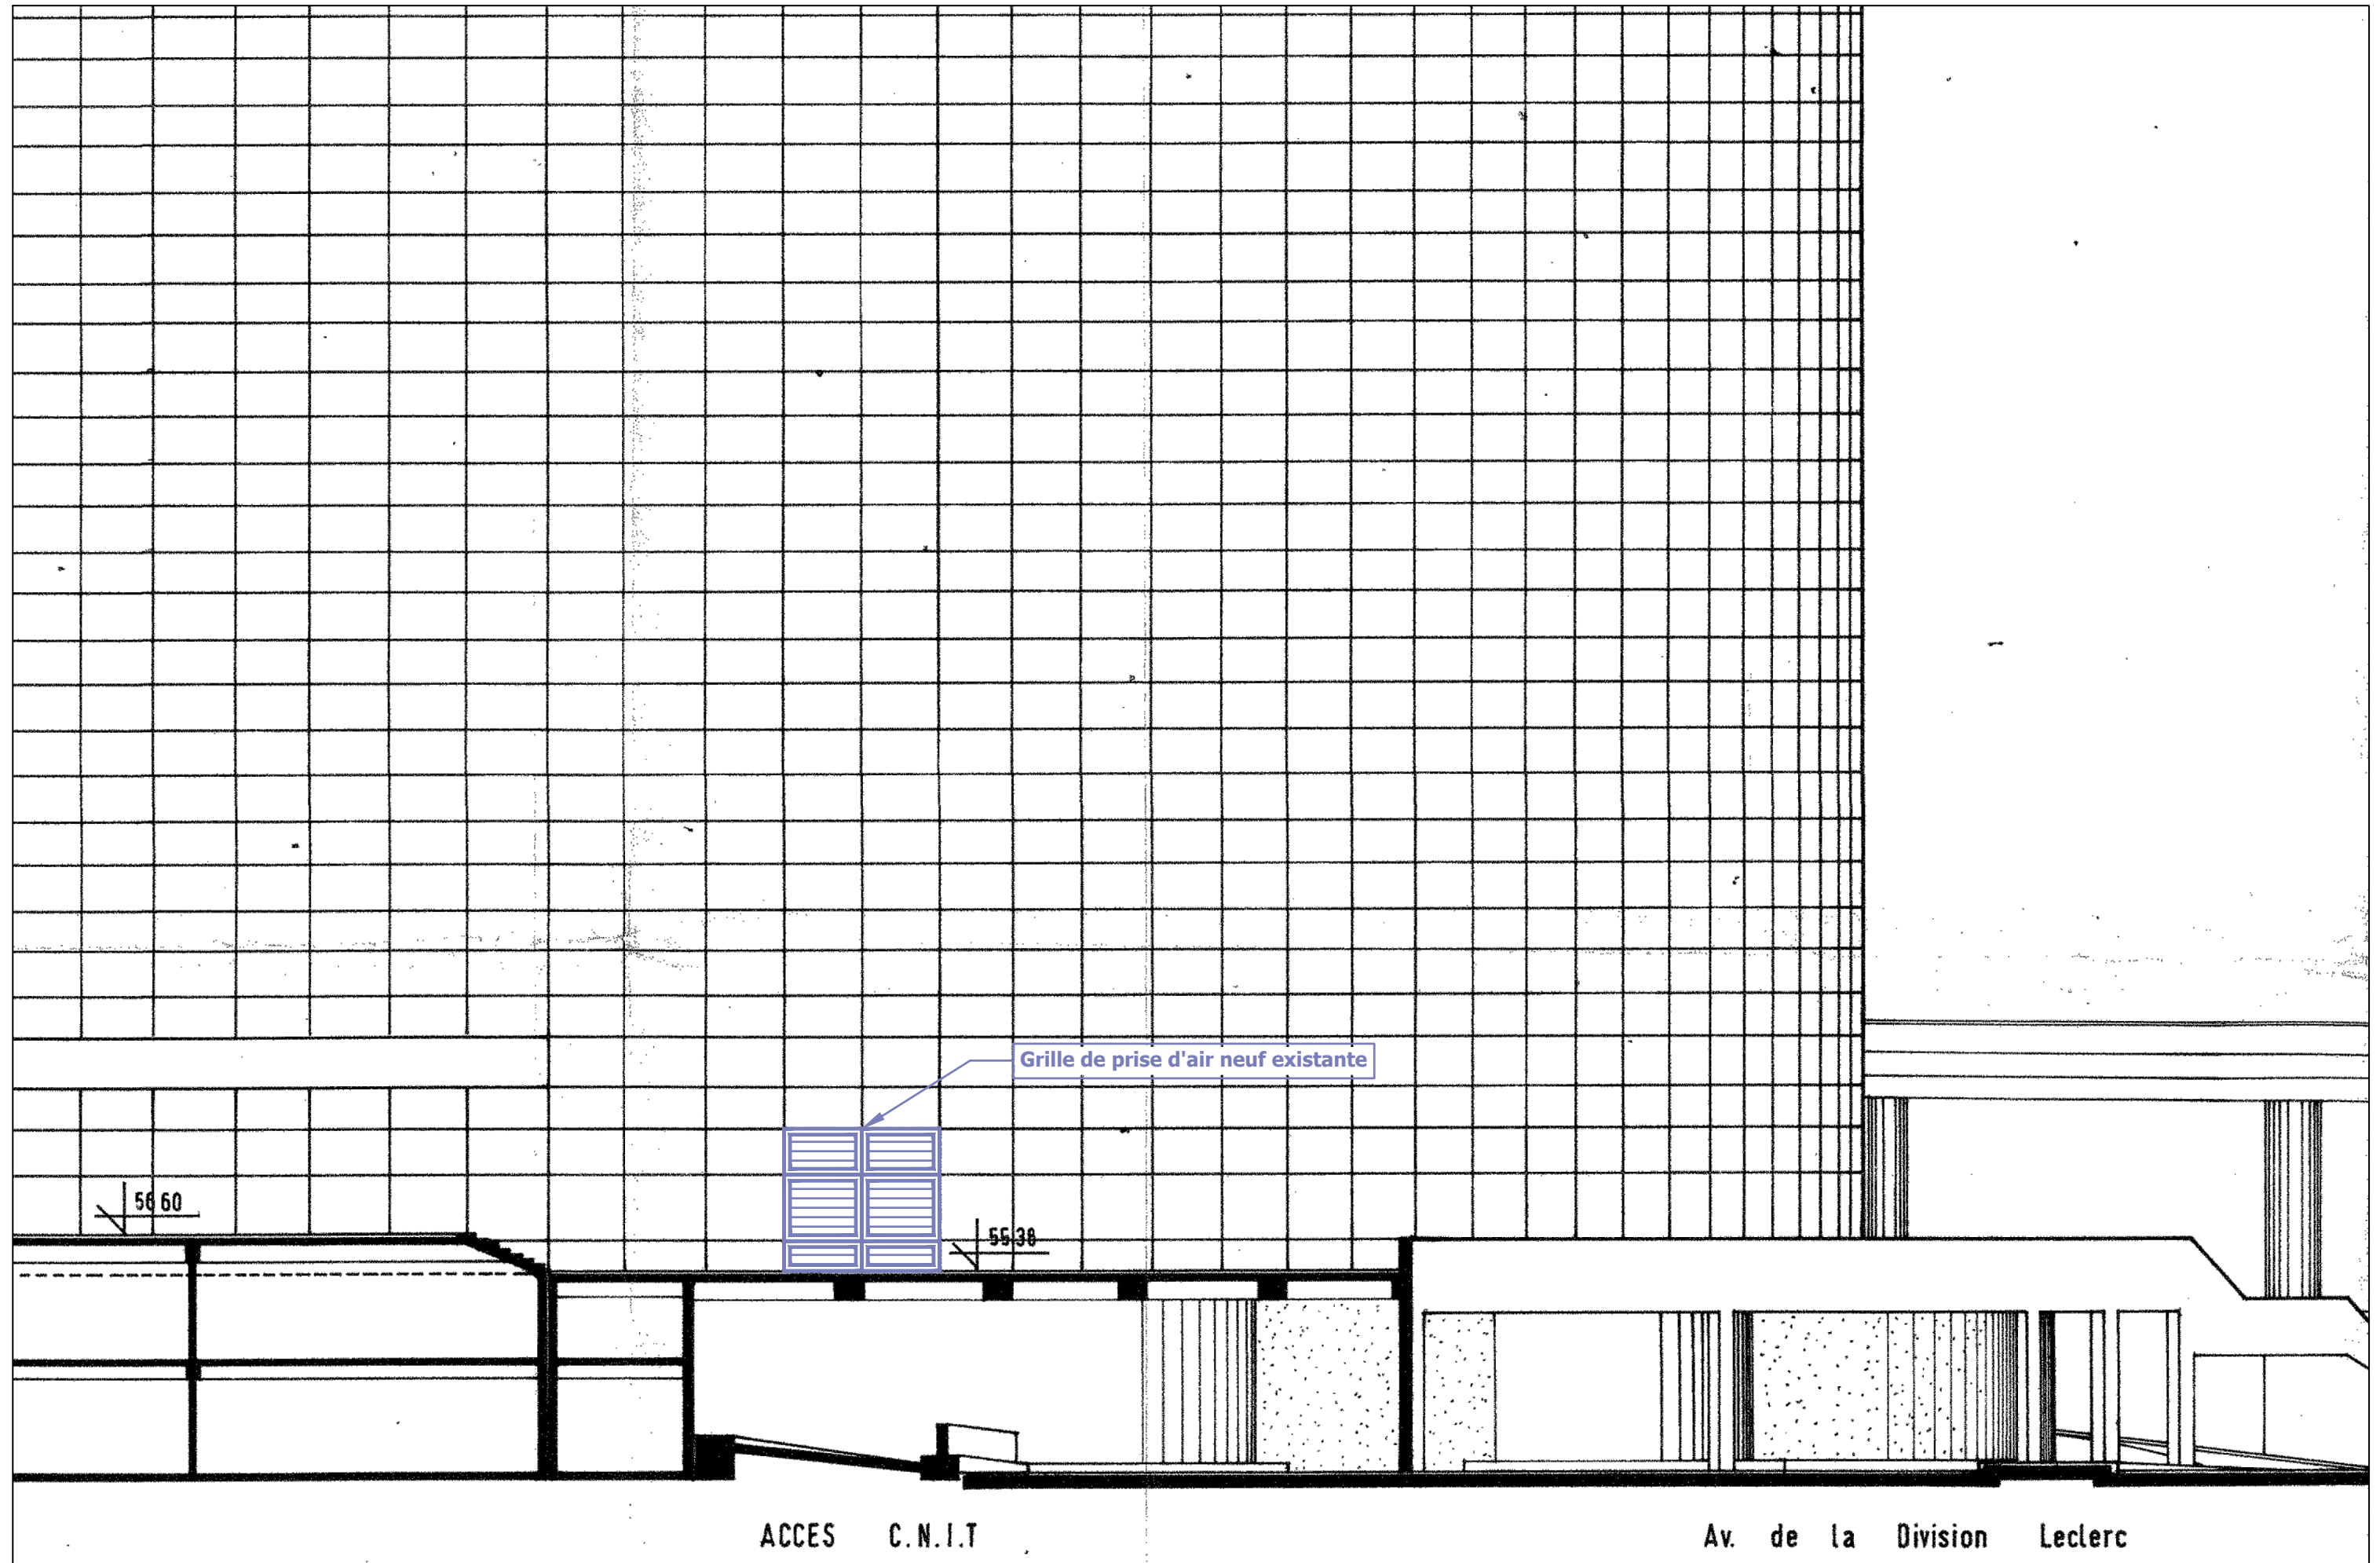 Grille de prise d'air neuf existante
56 60
55.38
ACCES C.N.I.T
Av. de la Division Leclerc